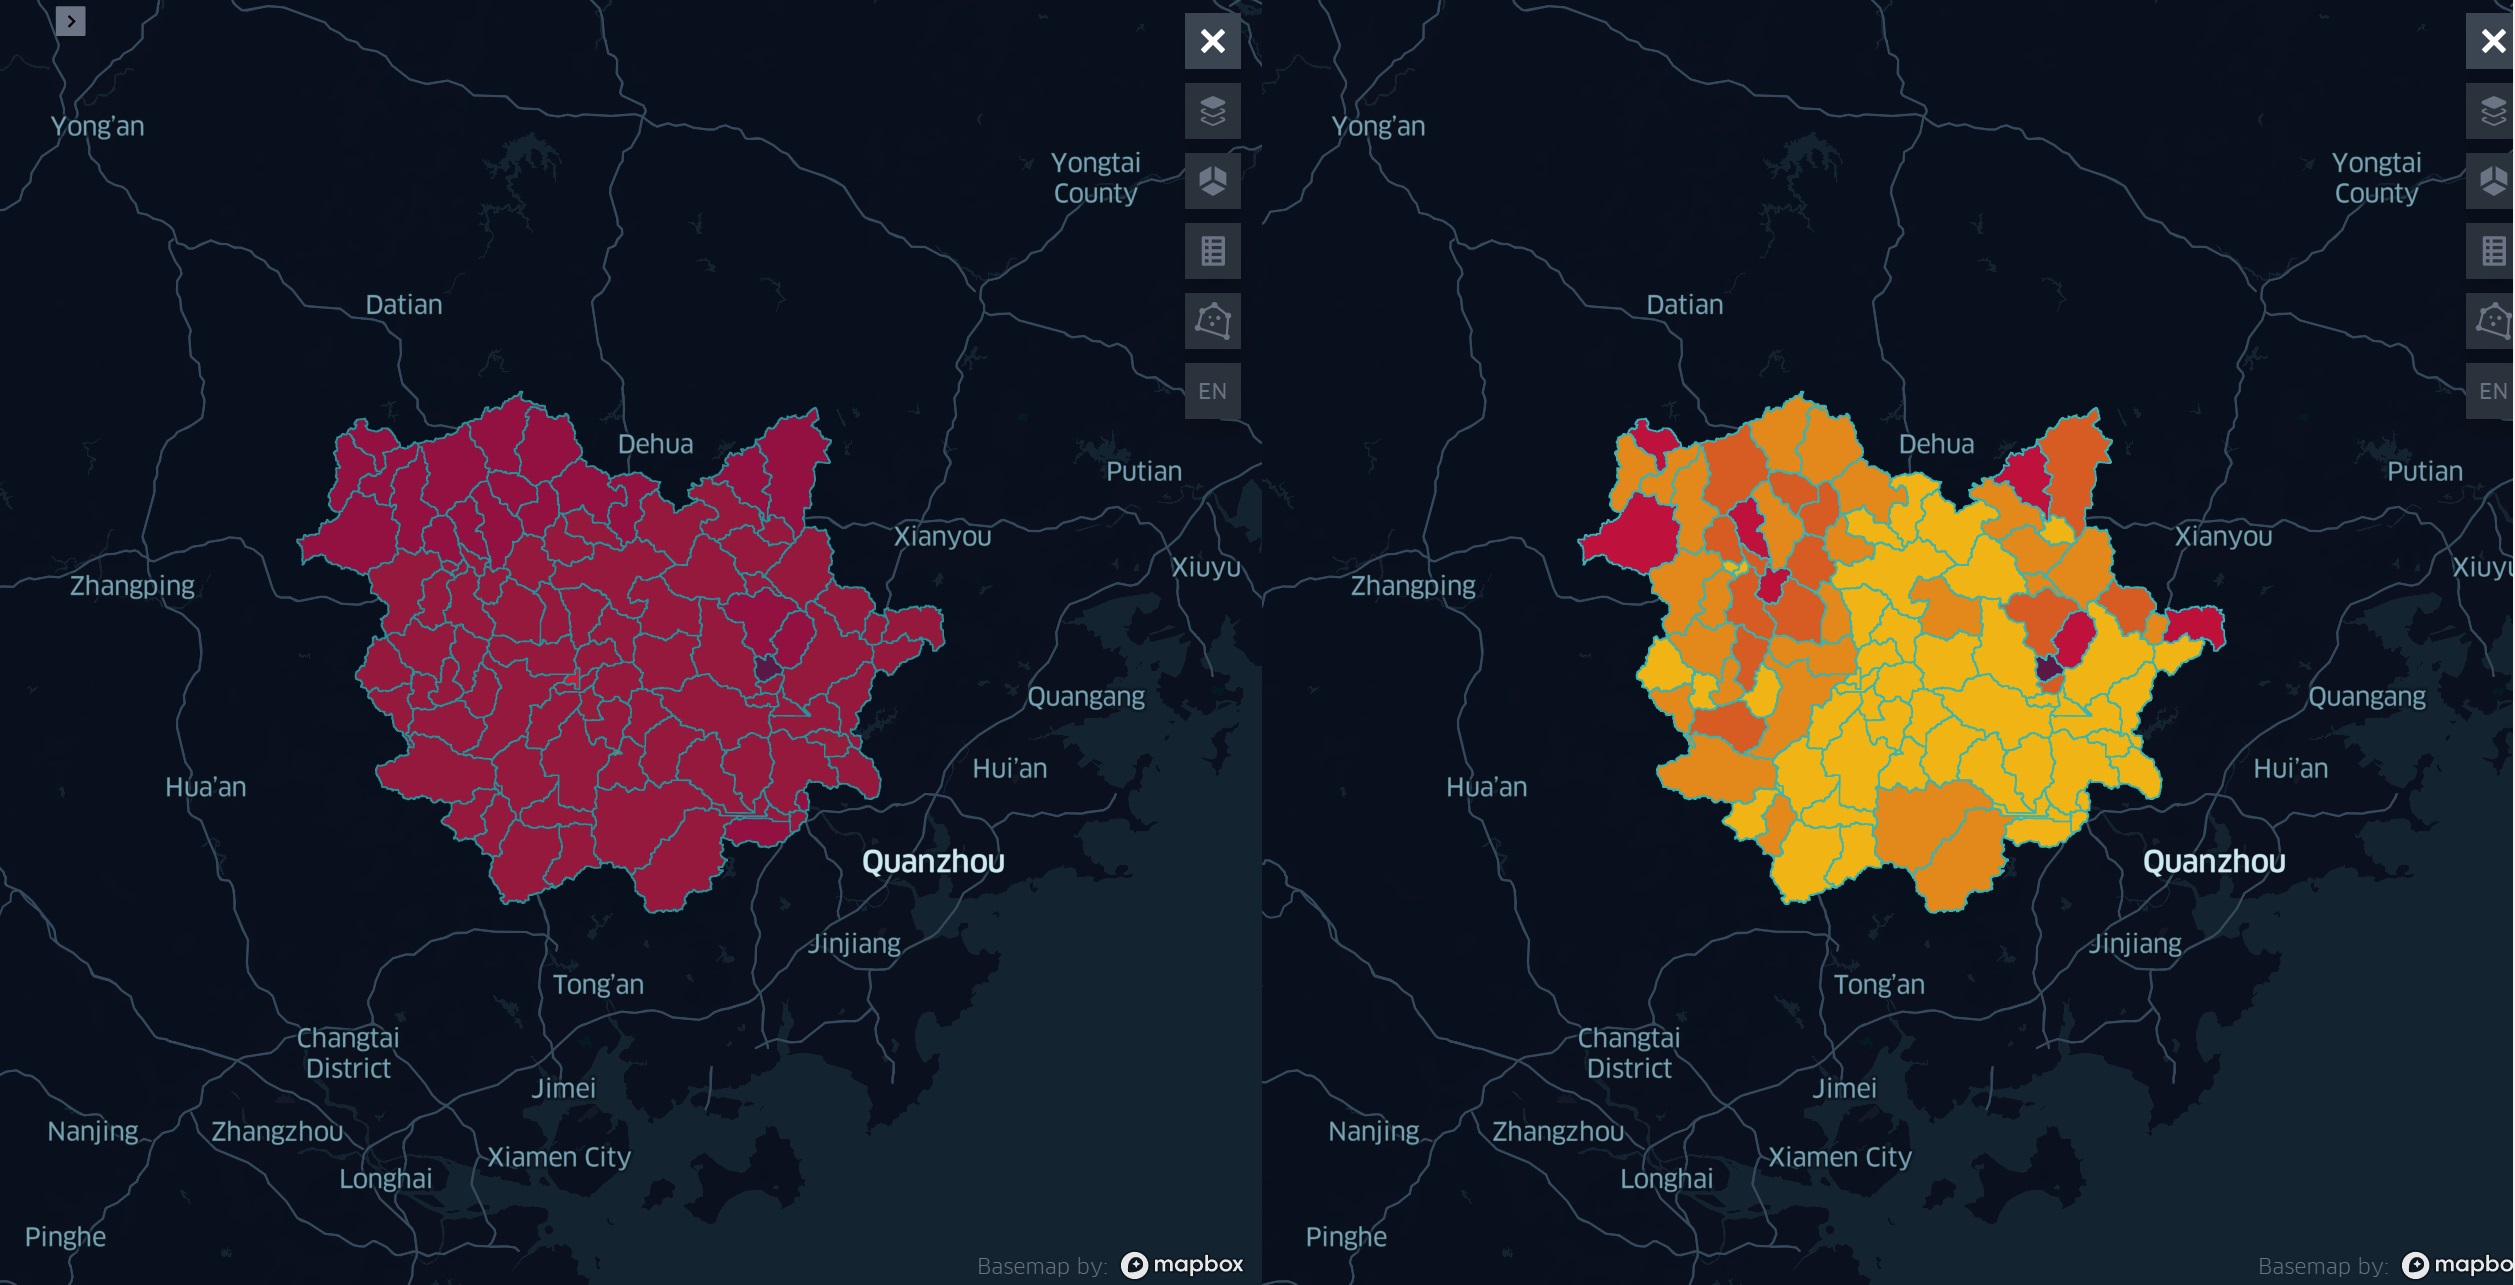 Yong'an
Yongtai
County
Datian
Dehua
Putian
Xianyou
Xiuyu
Zhangping
Quangang
Hui'an
Hua'an
Quanzhou
Jinjiang
Tong'an
Changtai
District
Jimei
Nanjing
Zhangzhou
Xiamen City
Longhai
Pinghe
EN
Basemap by: mapbox
Yong'an
Yongtai
County
Datian
Dehua
Putian
Xianyou
Xiuyu
Zhangping
Quangang
Hui'an
Hua'an
Quanzhou
Jinjiang
Tong'an
Changtai
District
Jimei
Nanjing
Zhangzhou
Xiamen City
Longhai
Pinghe
EN
Basemap by: mapbo